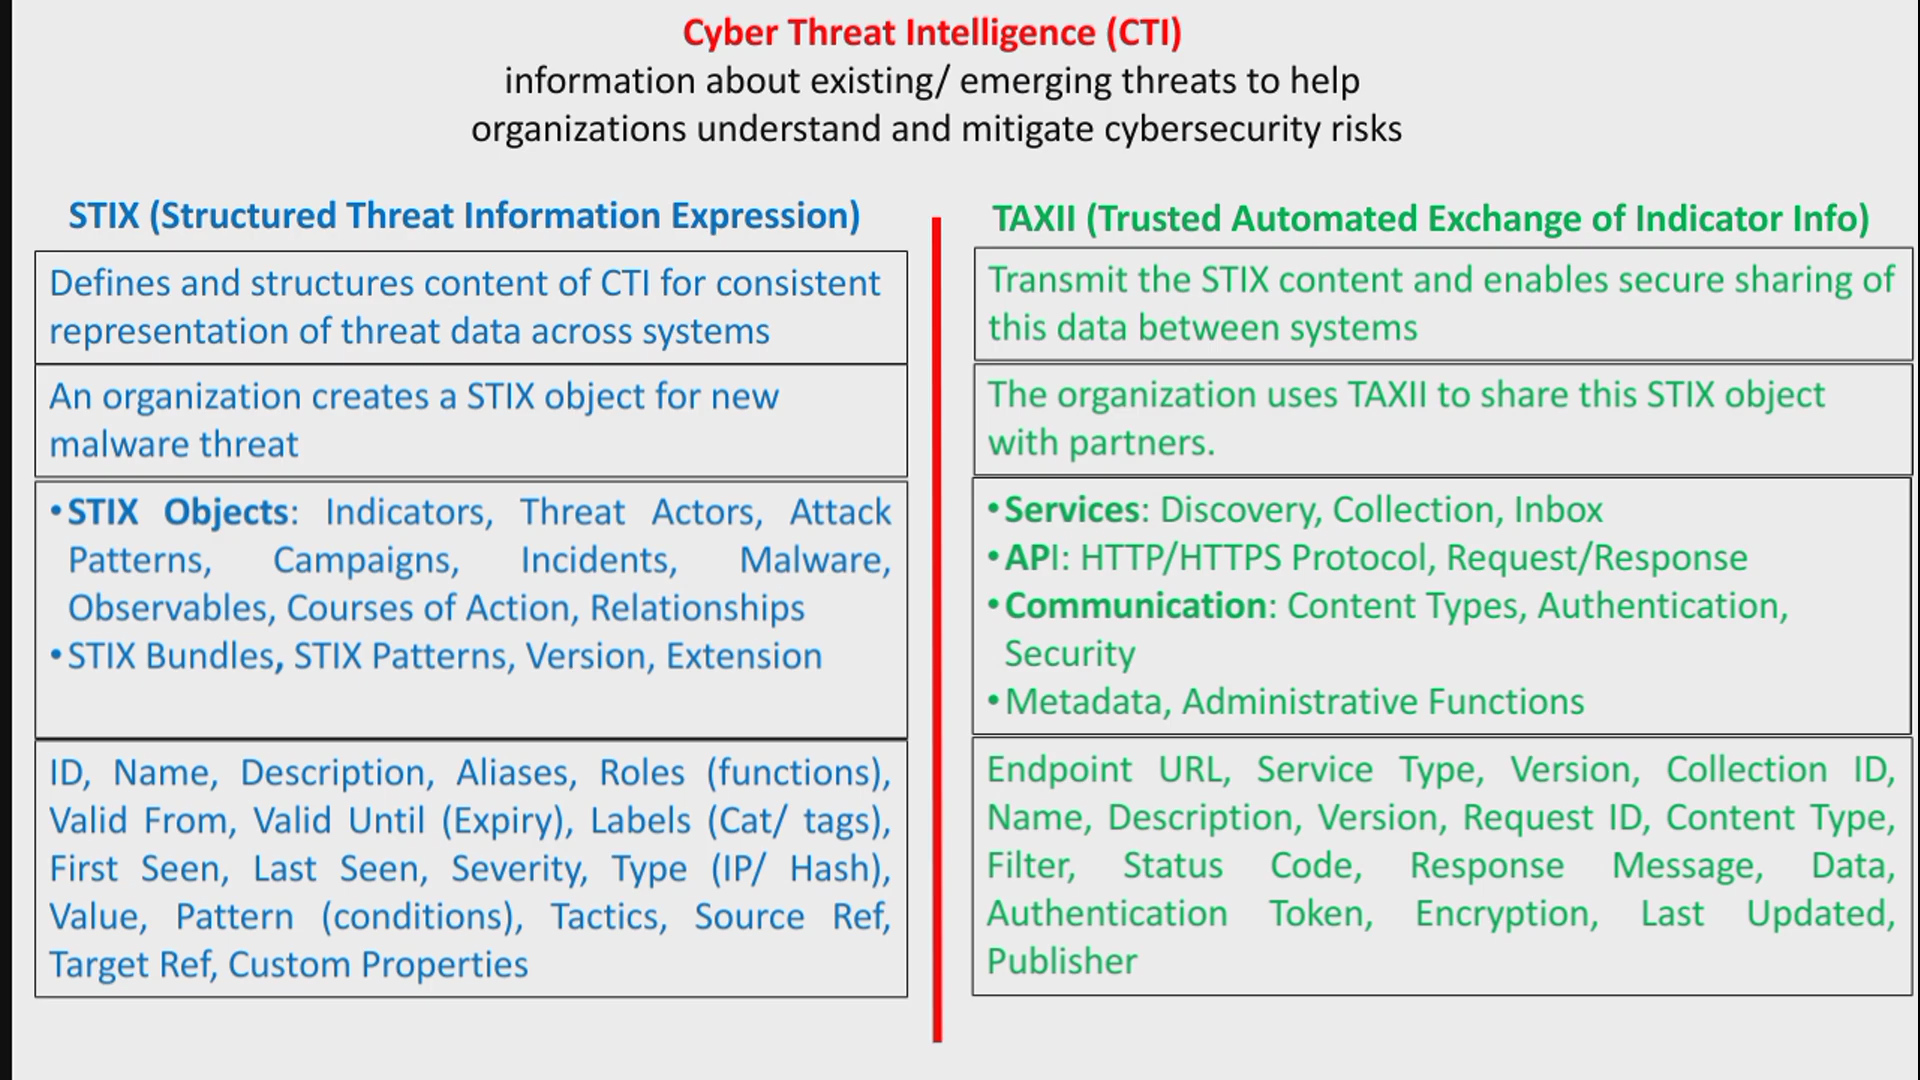 Cyber Threat Intelligence (CTI)
information about existing/ emerging threats to help
organizations understand and mitigate cybersecurity risks
STIX (Structured Threat Information Expression)
Defines and structures content of CTI for consistent
representation of threat data across systems
An organization creates a STIX object for new
malware threat
•STIX Objects: Indicators, Threat Actors, Attack
Patterns, Campaigns, Incidents, Malware,
Observables, Courses of Action, Relationships
•STIX Bundles, STIX Patterns, Version, Extension
ID, Name, Description, Aliases, Roles (functions),
Valid From, Valid Until (Expiry), Labels (Cat/ tags),
First Seen, Last Seen, Severity, Type (IP/ Hash),
Value, Pattern (conditions), Tactics, Source Ref,
Target Ref, Custom Properties
TAXII (Trusted Automated Exchange of Indicator Info)
Transmit the STIX content and enables secure sharing of
this data between systems
The organization uses TAXII to share this STIX object
with partners.
•Services: Discovery, Collection, Inbox
•API: HTTP/HTTPS Protocol, Request/Response
•Communication: Content Types, Authentication,
Security
•Metadata, Administrative Functions
Endpoint URL, Service Type, Version, Collection ID,
Name, Description, Version, Request ID, Content Type,
Filter, Status Code, Response Message, Data,
Authentication Token, Encryption, Last Updated,
Publisher